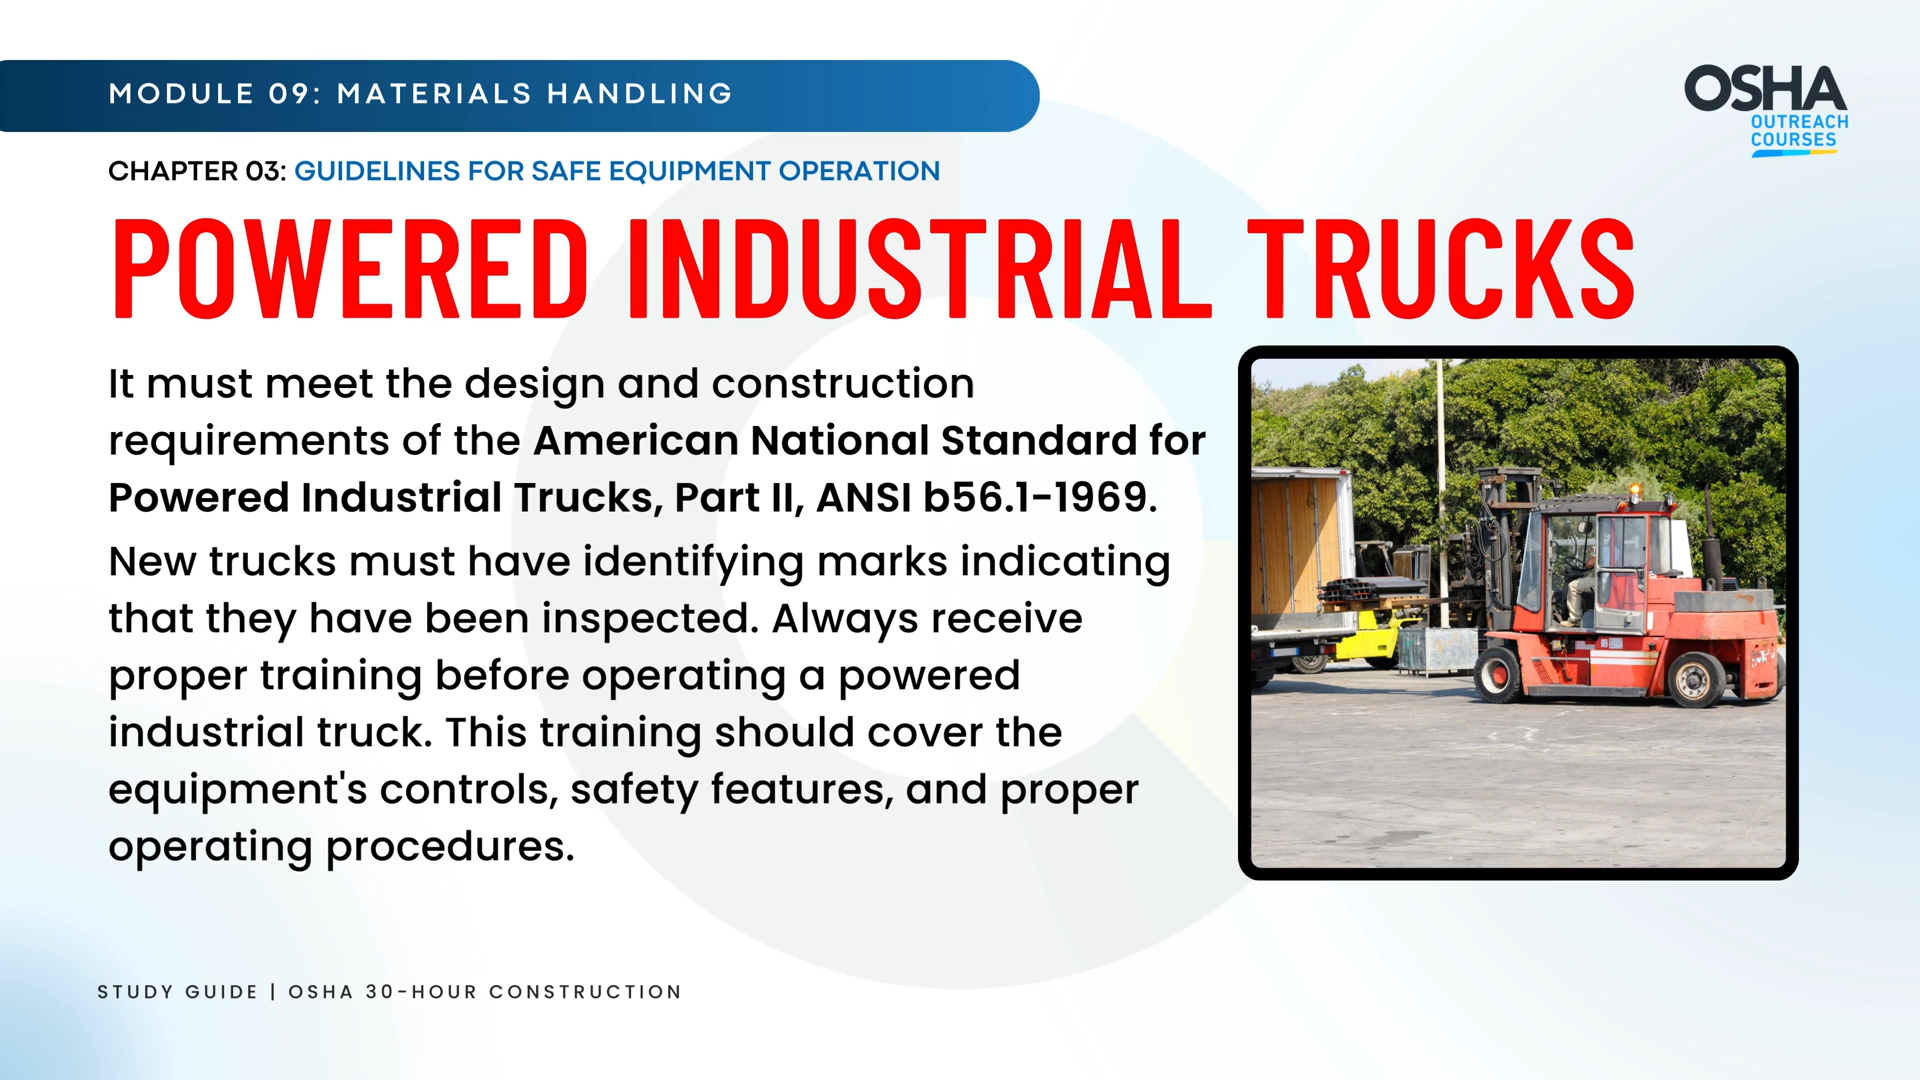 MODULE 09: MATERIALS HANDLING
OSHA
OUTREACH
COURSES
CHAPTER 03: GUIDELINES FOR SAFE EQUIPMENT OPERATION
POWERED INDUSTRIAL TRUCKS
It must meet the design and construction
requirements of the American National Standard for
Powered Industrial Trucks, Part II, ANSI b56.1-1969.
New trucks must have identifying marks indicating
that they have been inspected. Always receive
proper training before operating a powered
industrial truck. This training should cover the
equipment's controls, safety features, and proper
operating procedures.
STUDY GUIDE | OSHA 30-HOUR CONSTRUCTION